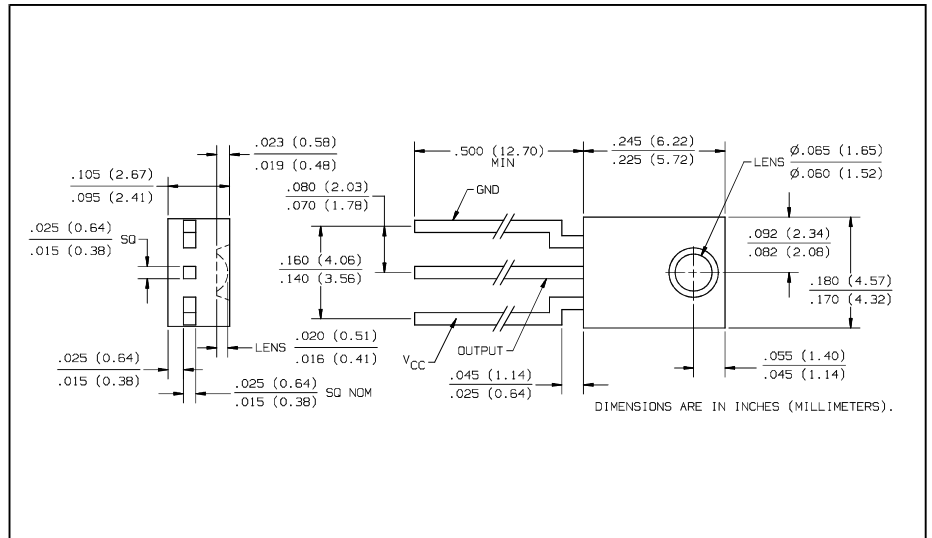 .023 (0.58)
.019 (0.48)
.105 (2.67)
.095 (2.41)
.025 (0.64)
.015 (0.38) SQ
.025 (0.64)
.015 (0.38)
.025 (0.64)
.015 (0.38) SQ NOM
LENS .020 (0.51)
.016 (0.41)
.500 (12.70)
MIN
.245 (6.22)
.225 (5.72)
LENS Ø.065 (1.65)
Ø.060 (1.52)
.080 (2.03)
.070 (1.78)
GND
.160 (4.06)
.140 (3.56)
VCC
OUTPUT
.045 (1.14)
.025 (0.64)
.092 (2.34)
.082 (2.08)
.180 (4.57)
.170 (4.32)
.055 (1.40)
.045 (1.14)
DIMENSIONS ARE IN INCHES (MILLIMETERS).